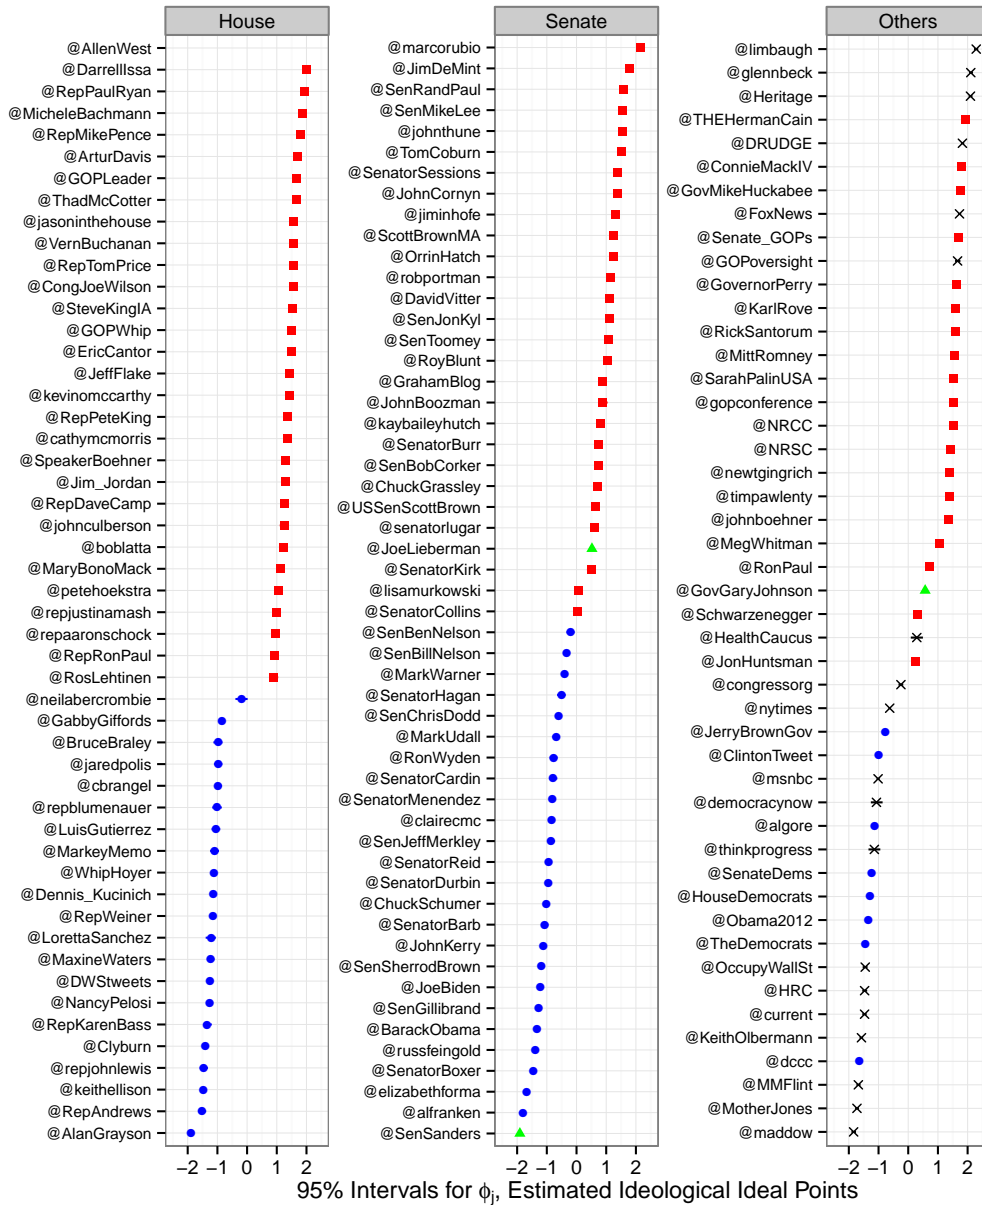 House
@AllenWest
@DarrellIssa
@RepPaulRyan
@MicheleBachmann
@RepMikePence
@ArturDavis
@GOPLeader
@ThadMcCotter
@jasoninthehouse
@VernBuchanan
@RepTomPrice
@CongJoeWilson
@SteveKingIA
@GOPWhip
@EricCantor
@JeffFlake
@kevinomccarthy
@RepPeteKing
@cathymcmorris
@SpeakerBoehner
@Jim_Jordan
@RepDaveCamp
@johnculberson
@boblatta
@MaryBonoMack
@petehoekstra
@repjustinamash
@repaaronschock
@RepRonPaul
@RosLehtinen
@neilabercrombie
@GabbyGiffords
@BruceBraley
@jaredpolis
@cbrangel
@repblumenauer
@LuisGutierrez
@MarkeyMemo
@WhipHoyer
@Dennis_Kucinich
@RepWeiner
@LorettaSanchez
@MaxineWaters
@DWStweets
@NancyPelosi
@RepKarenBass
@Clyburn
@repjohnlewis
@keithellison
@RepAndrews
@AlanGrayson
−2 −1 0 1 2
Senate
@marcorubio
@JimDeMint
@SenRandPaul
@SenMikeLee
@johnthune
@TomCoburn
@SenatorSessions
@JohnCornyn
@jiminhofe
@ScottBrownMA
@OrrinHatch
@robportman
@DavidVitter
@SenJonKyl
@SenToomey
@RoyBlunt
@GrahamBlog
@JohnBoozman
@kaybaileyhutch
@SenatorBurr
@SenBobCorker
@ChuckGrassley
@USSenScottBrown
@senatorlugar
@JoeLieberman
@SenatorKirk
@lisamurkowski
@SenatorCollins
@SenBenNelson
@SenBillNelson
@MarkWarner
@SenatorHagan
@SenChrisDodd
@MarkUdall
@RonWyden
@SenatorCardin
@SenatorMenendez
@clairecmc
@SenJeffMerkley
@SenatorReid
@SenatorDurbin
@ChuckSchumer
@SenatorBarb
@JohnKerry
@SenSherrodBrown
@JoeBiden
@SenGillibrand
@BarackObama
@russfeingold
@SenatorBoxer
@elizabethforma
@alfranken
@SenSanders
−2 −1 0 1 2
Others
@limbaugh
@glennbeck
@Heritage
@THEHermanCain
@DRUDGE
@ConnieMackIV
@GovMikeHuckabee
@FoxNews
@Senate_GOPs
@GOPoversight
@GovernorPerry
@KarlRove
@RickSantorum
@MittRomney
@SarahPalinUSA
@gopconference
@NRCC
@NRSC
@newtgingrich
@timpawlenty
@johnboehner
@MegWhitman
@RonPaul
@GovGaryJohnson
@Schwarzenegger
@HealthCaucus
@JonHuntsman
@congressorg
@nytimes
@JerryBrownGov
@ClintonTweet
@msnbc
@democracynow
@algore
@thinkprogress
@SenateDems
@HouseDemocrats
@Obama2012
@TheDemocrats
@OccupyWallSt
@HRC
@current
@KeithOlbermann
@dccc
@MMFlint
@MotherJones
@maddow
−2 −1 0 1 2
95% Intervals for ϕj, Estimated Ideological Ideal Points